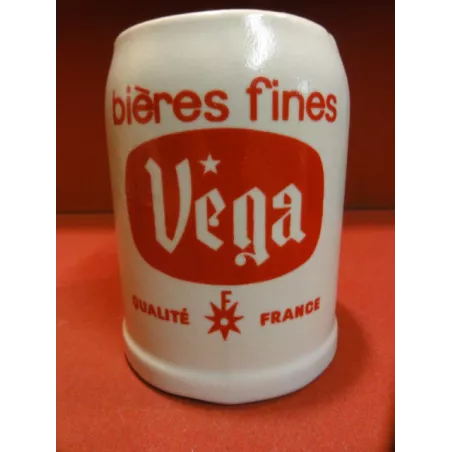 bières fines
Véga
F
QUALITÉ FRANCE